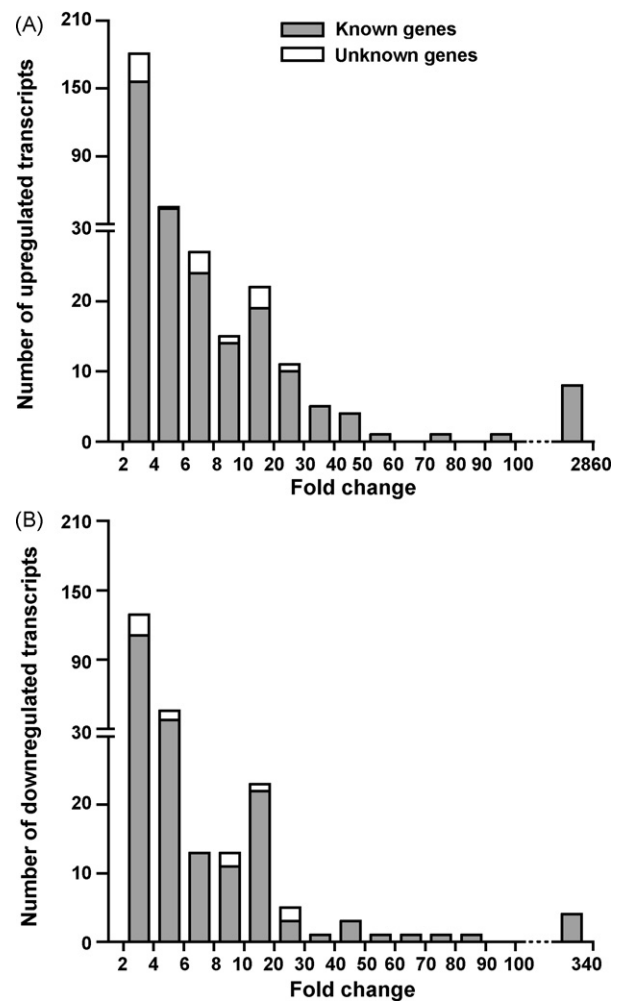 (A)
Known genes
Unknown genes
Number of upregulated transcripts
210
150
90
30
20
10
0
2 4 6 8 10 20 30 40 50 60 70 80 90 100 2860
Fold change
(B)
Number of downregulated transcripts
210
150
90
30
20
10
0
2 4 6 8 10 20 30 40 50 60 70 80 90 100 340
Fold change